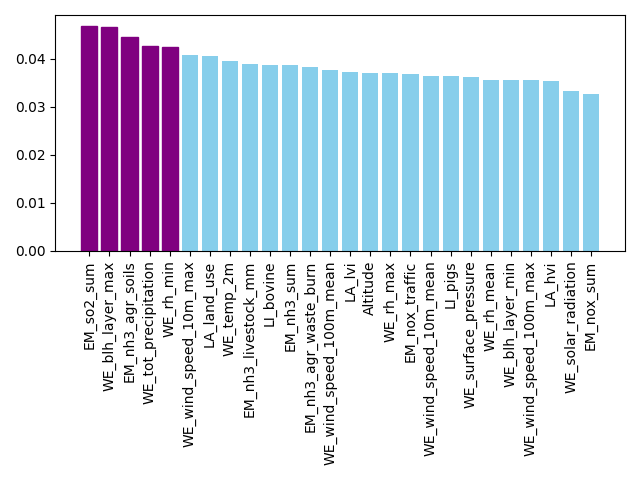 0.04
0.03
0.02
0.01
0.00
EM_so2_sum
WE_blh_layer_max
EM_nh3_agr_soils
WE_tot_precipitation
WE_rh_min
WE_wind_speed_10m_max
LA_land_use
WE_temp_2m
EM_nh3_livestock_mm
LI_bovine
EM_nh3_sum
EM_nh3_agr_waste_burn
WE_wind_speed_100m_mean
LA_lvi
Altitude
WE_rh_max
EM_nox_traffic
WE_wind_speed_10m_mean
LI_pigs
WE_surface_pressure
WE_rh_mean
WE_blh_layer_min
WE_wind_speed_100m_max
LA_hvi
WE_solar_radiation
EM_nox_sum